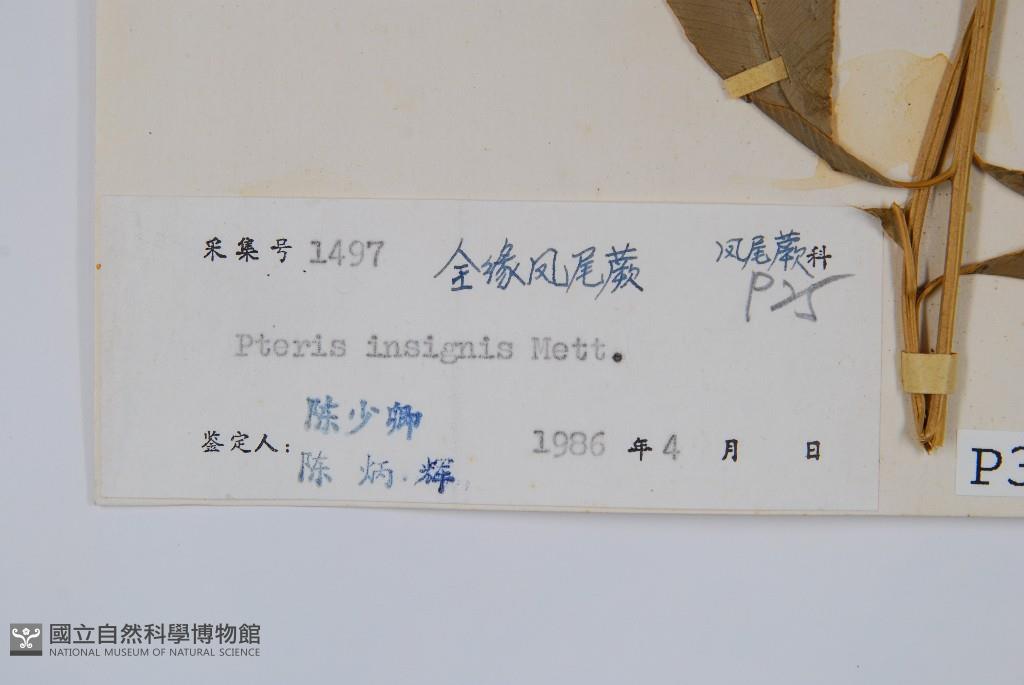 采集号 1497 全缘凤尾蕨 凤尾蕨科
P25
Pteris insignis Mett.
陈少卿
鉴定人: 1986 年 4 月 日
陈炳辉
P3
國立自然科學博物館
NATIONAL MUSEUM OF NATURAL SCIENCE